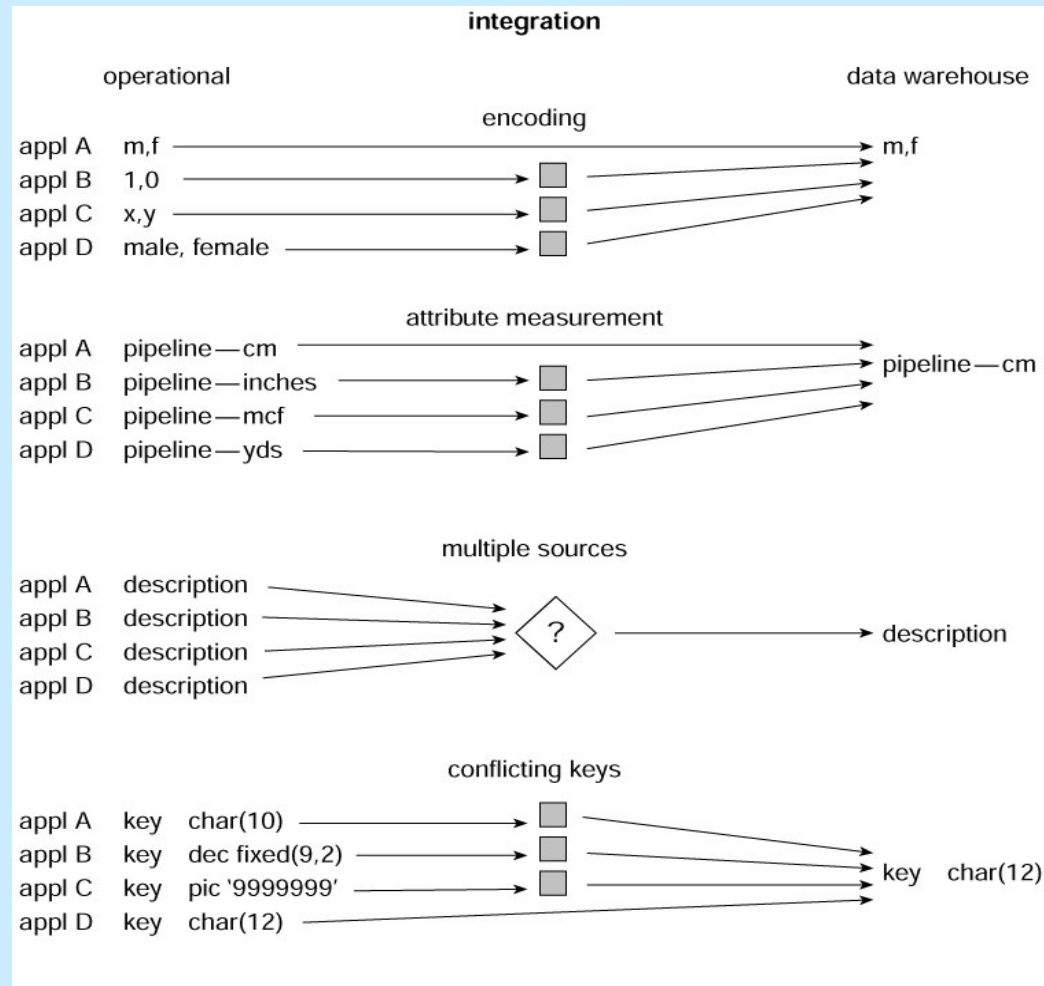 integration
operational data warehouse
encoding
appl A m,f m,f
appl B 1,0
appl C x,y
appl D male, female
attribute measurement
appl A pipeline—cm
pipeline—cm
appl B pipeline—inches
appl C pipeline—mcf
appl D pipeline—yds
multiple sources
appl A description
appl B description
? description
appl C description
appl D description
conflicting keys
appl A key char(10)
appl B key dec fixed(9,2)
key char(12)
appl C key pic ‘9999999’
appl D key char(12)